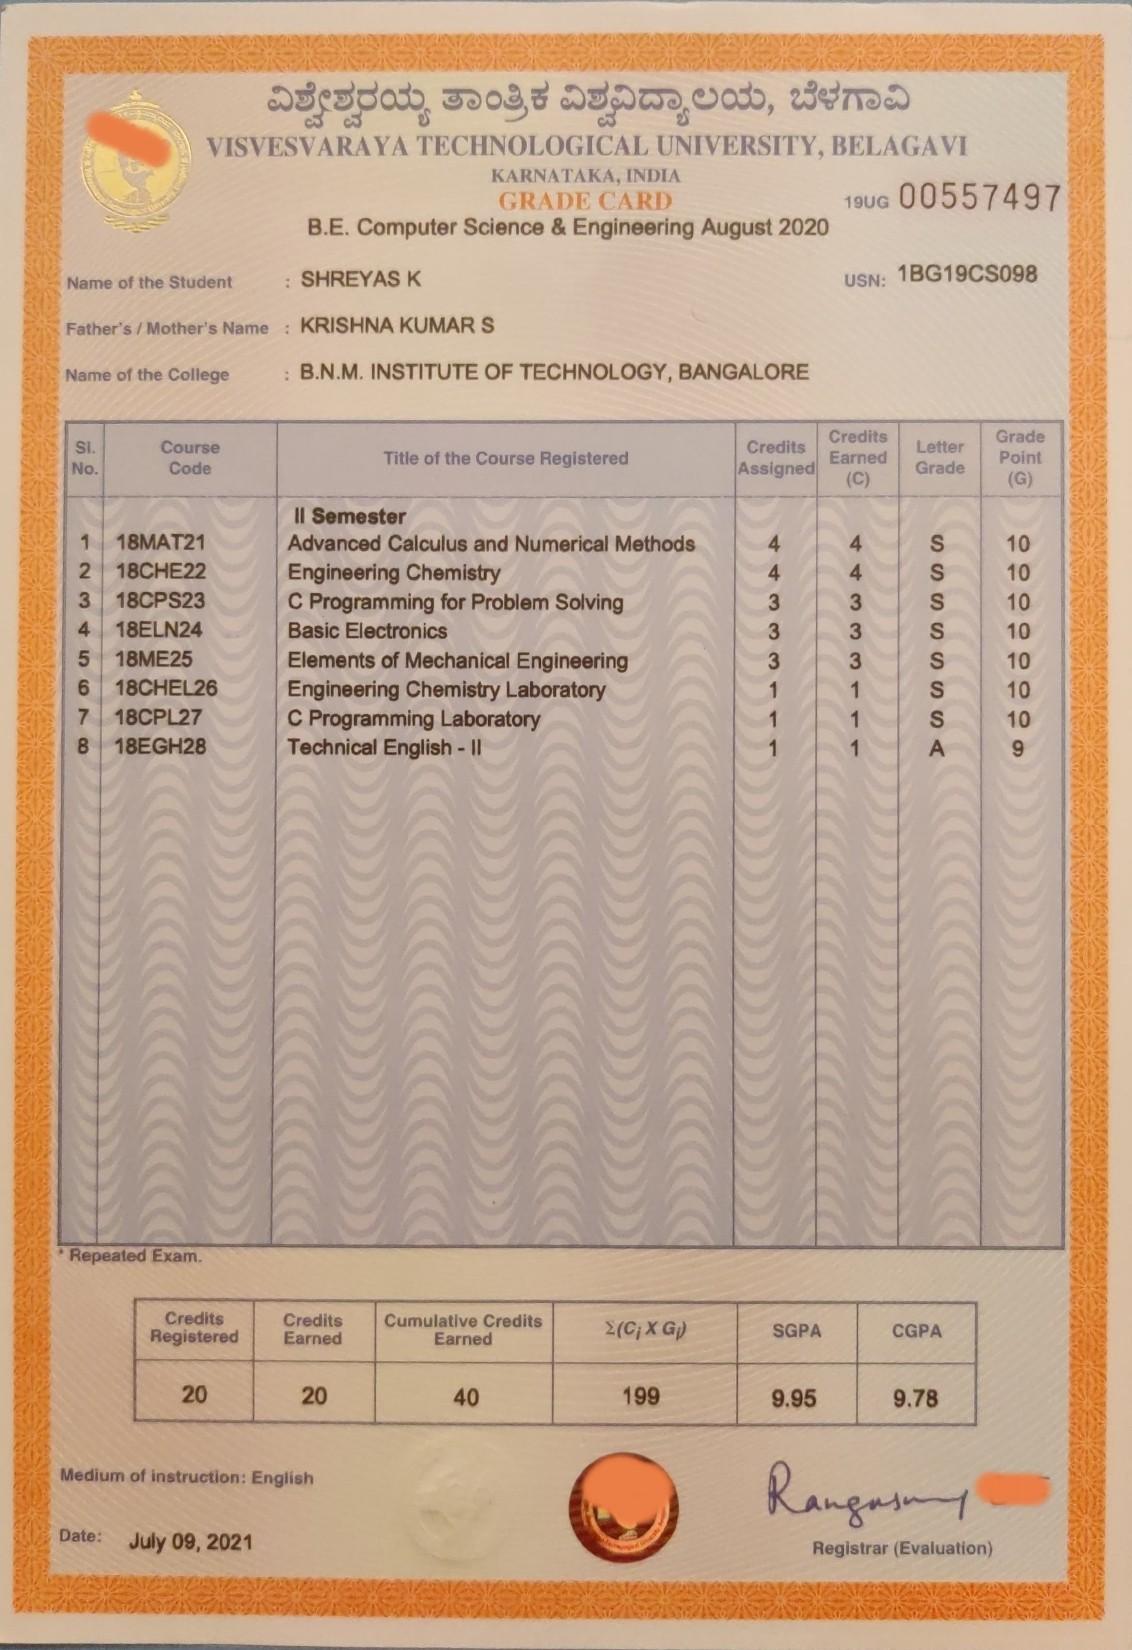 ವಿಶ್ವೇಶ್ವರಯ್ಯ ತಾಂತ್ರಿಕ ವಿಶ್ವವಿದ್ಯಾಲಯ, ಬೆಳಗಾವಿ
VISVESVARAYA TECHNOLOGICAL UNIVERSITY, BELAGAVI
KARNATAKA, INDIA
GRADE CARD
19UG 00557497
B.E. Computer Science & Engineering August 2020
Name of the Student : SHREYAS K USN: 1BG19CS098
Father's / Mother's Name : KRISHNA KUMAR S
Name of the College : B.N.M. INSTITUTE OF TECHNOLOGY, BANGALORE
Sl. No. Course Code Title of the Course Registered Credits Assigned Credits Earned (C) Letter Grade Grade Point (G)
II Semester
1 18MAT21 Advanced Calculus and Numerical Methods 4 4 S 10
2 18CHE22 Engineering Chemistry 4 4 S 10
3 18CPS23 C Programming for Problem Solving 3 3 S 10
4 18ELN24 Basic Electronics 3 3 S 10
5 18ME25 Elements of Mechanical Engineering 3 3 S 10
6 18CHEL26 Engineering Chemistry Laboratory 1 1 S 10
7 18CPL27 C Programming Laboratory 1 1 S 10
8 18EGH28 Technical English - II 1 1 A 9
* Repeated Exam.
Credits Registered Credits Earned Cumulative Credits Earned Σ(Ci X Gi) SGPA CGPA
20 20 40 199 9.95 9.78
Medium of instruction: English
Date: July 09, 2021
Registrar (Evaluation)